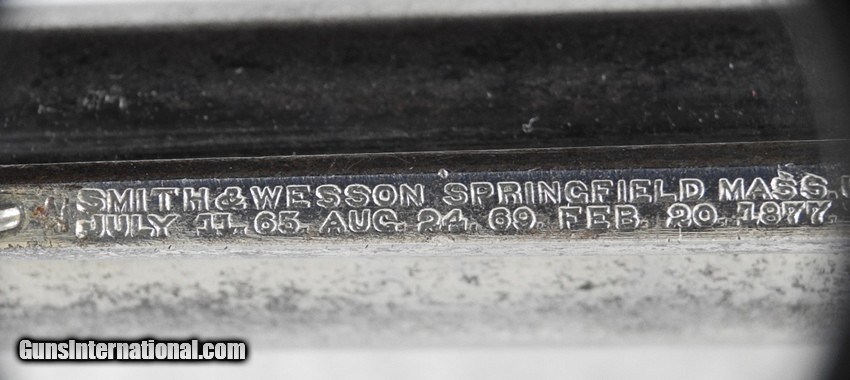 SMITH & WESSON SPRINGFIELD MASS.
JULY 11. 65. AUG. 24. 69. FEB. 20. 1877.
GunsInternational.com